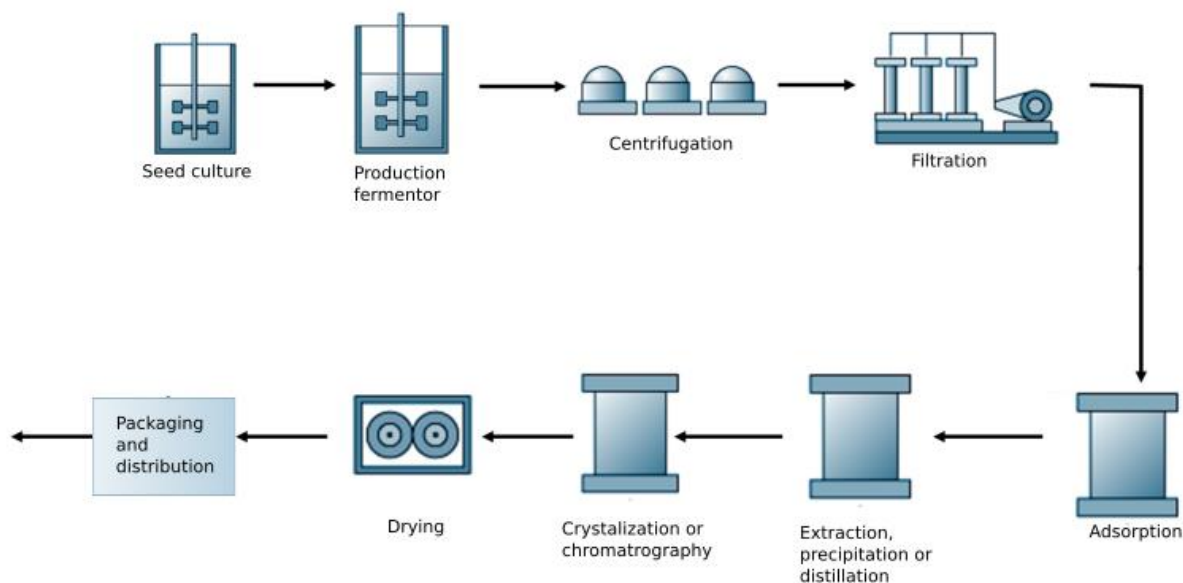 Seed culture
Production
fermentor
Centrifugation
Filtration
Adsorption
Extraction,
precipitation or
distillation
Crystalization or
chromatrography
Drying
Packaging
and
distribution